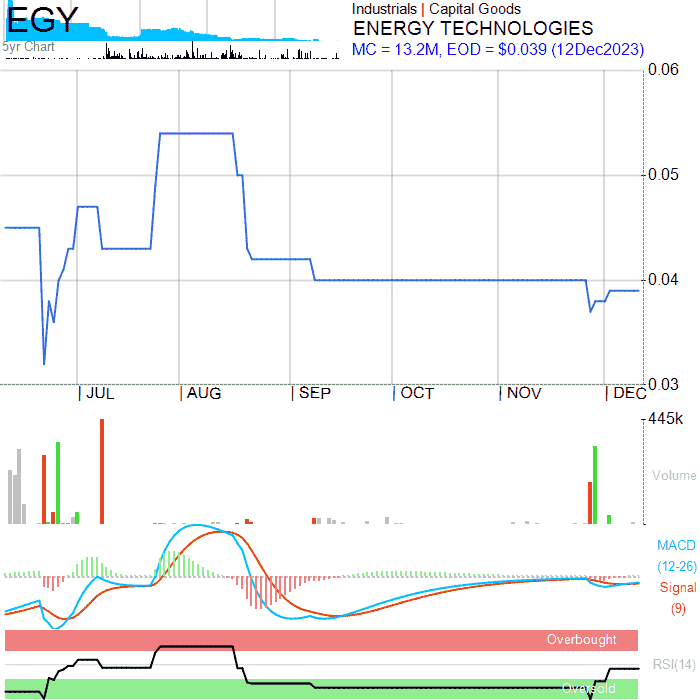 EGY
5yr Chart
Industrials | Capital Goods
ENERGY TECHNOLOGIES
MC = 13.2M, EOD = $0.039 (12Dec2023)
0.06
0.05
0.04
0.03
| JUL | AUG | SEP | OCT | NOV | DEC
445k
Volume
MACD
(12-26)
Signal
(9)
Overbought
RSI(14)
Oversold